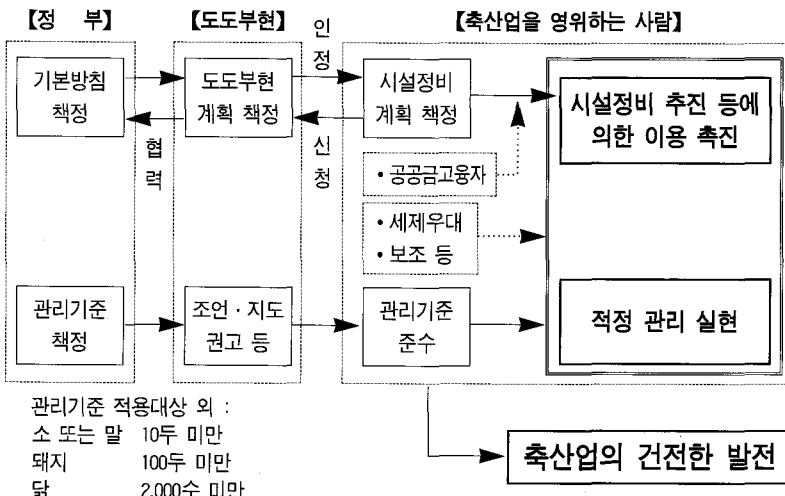 【정 부】
【도도부현】
【축산업을 영위하는 사람】
기본방침
책정
협
력
도도부현
계획 책정
인
정
신
청
시설정비
계획 책정
• 공공금고융자
• 세제우대
• 보조 등
시설정비 추진 등에
의한 이용 촉진
관리기준
책정
조언 · 지도
권고 등
관리기준
준수
적정 관리 실현
관리기준 적용대상 외 :
소 또는 말 10두 미만
돼지 100두 미만
닭 2,000수 미만
축산업의 건전한 발전